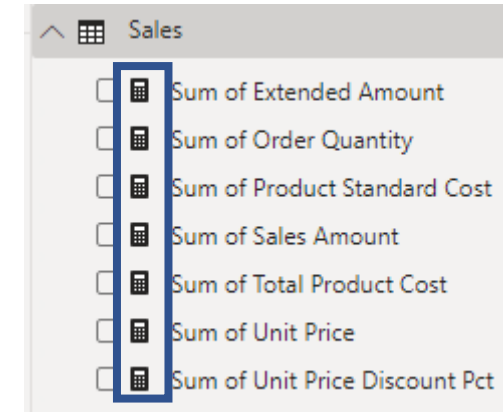 Sales
Sum of Extended Amount
Sum of Order Quantity
Sum of Product Standard Cost
Sum of Sales Amount
Sum of Total Product Cost
Sum of Unit Price
Sum of Unit Price Discount Pct